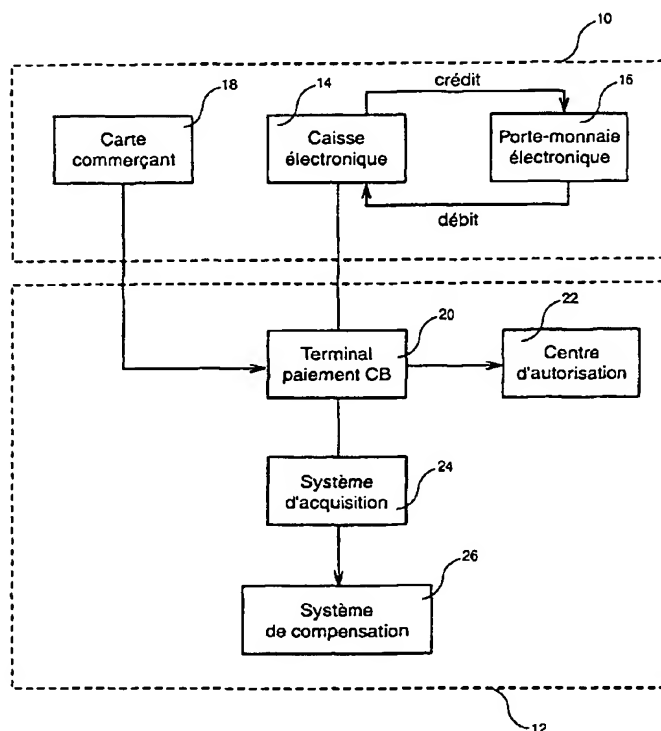 10
18
14
crédit
16
Carte
commerçant
Caisse
électronique
Porte-monnaie
électronique
débit
20
22
Terminal
paiement CB
Centre
d'autorisation
24
Système
d'acquisition
26
Système
de compensation
12